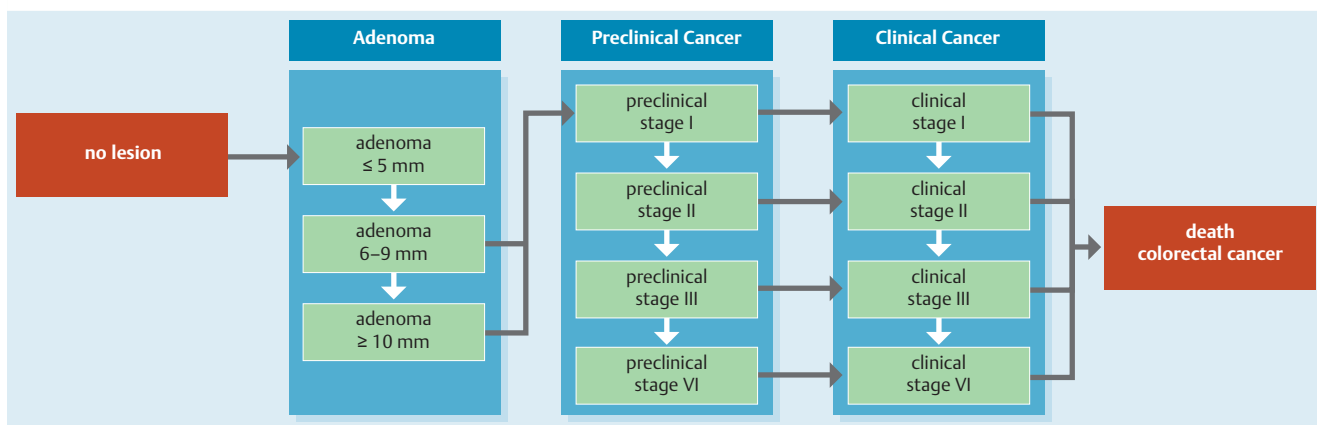 Adenoma
Preclinical Cancer
Clinical Cancer
no lesion
adenoma
≤ 5 mm
adenoma
6–9 mm
adenoma
≥ 10 mm
preclinical
stage I
preclinical
stage II
preclinical
stage III
preclinical
stage VI
clinical
stage I
clinical
stage II
clinical
stage III
clinical
stage VI
death
colorectal cancer